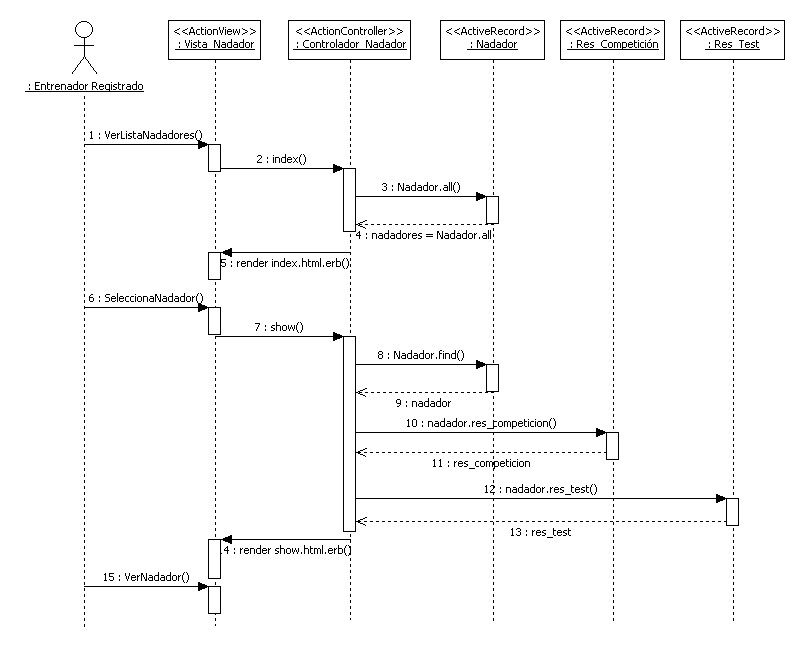 <<ActionView>>
: Vista_Nadador
<<ActionController>>
: Controlador_Nadador
<<ActiveRecord>>
: Nadador
<<ActiveRecord>>
: Res_Competición
<<ActiveRecord>>
: Res_Test
: Entrenador Registrado
1 : VerListaNadadores()
2 : index()
3 : Nadador.all()
4 : nadadores = Nadador.all
5 : render index.html.erb()
6 : SeleccionaNadador()
7 : show()
8 : Nadador.find()
9 : nadador
10 : nadador.res_competicion()
11 : res_competicion
12 : nadador.res_test()
13 : res_test
4 : render show.html.erb()
15 : VerNadador()